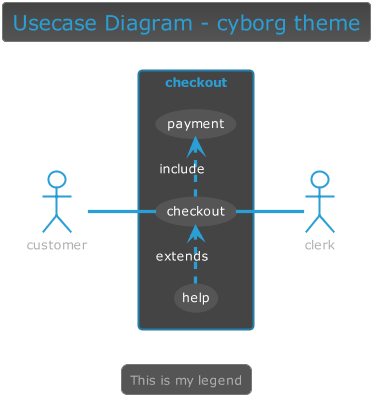 Usecase Diagram - cyborg theme
checkout
payment
include
customer
checkout
clerk
extends
help
This is my legend